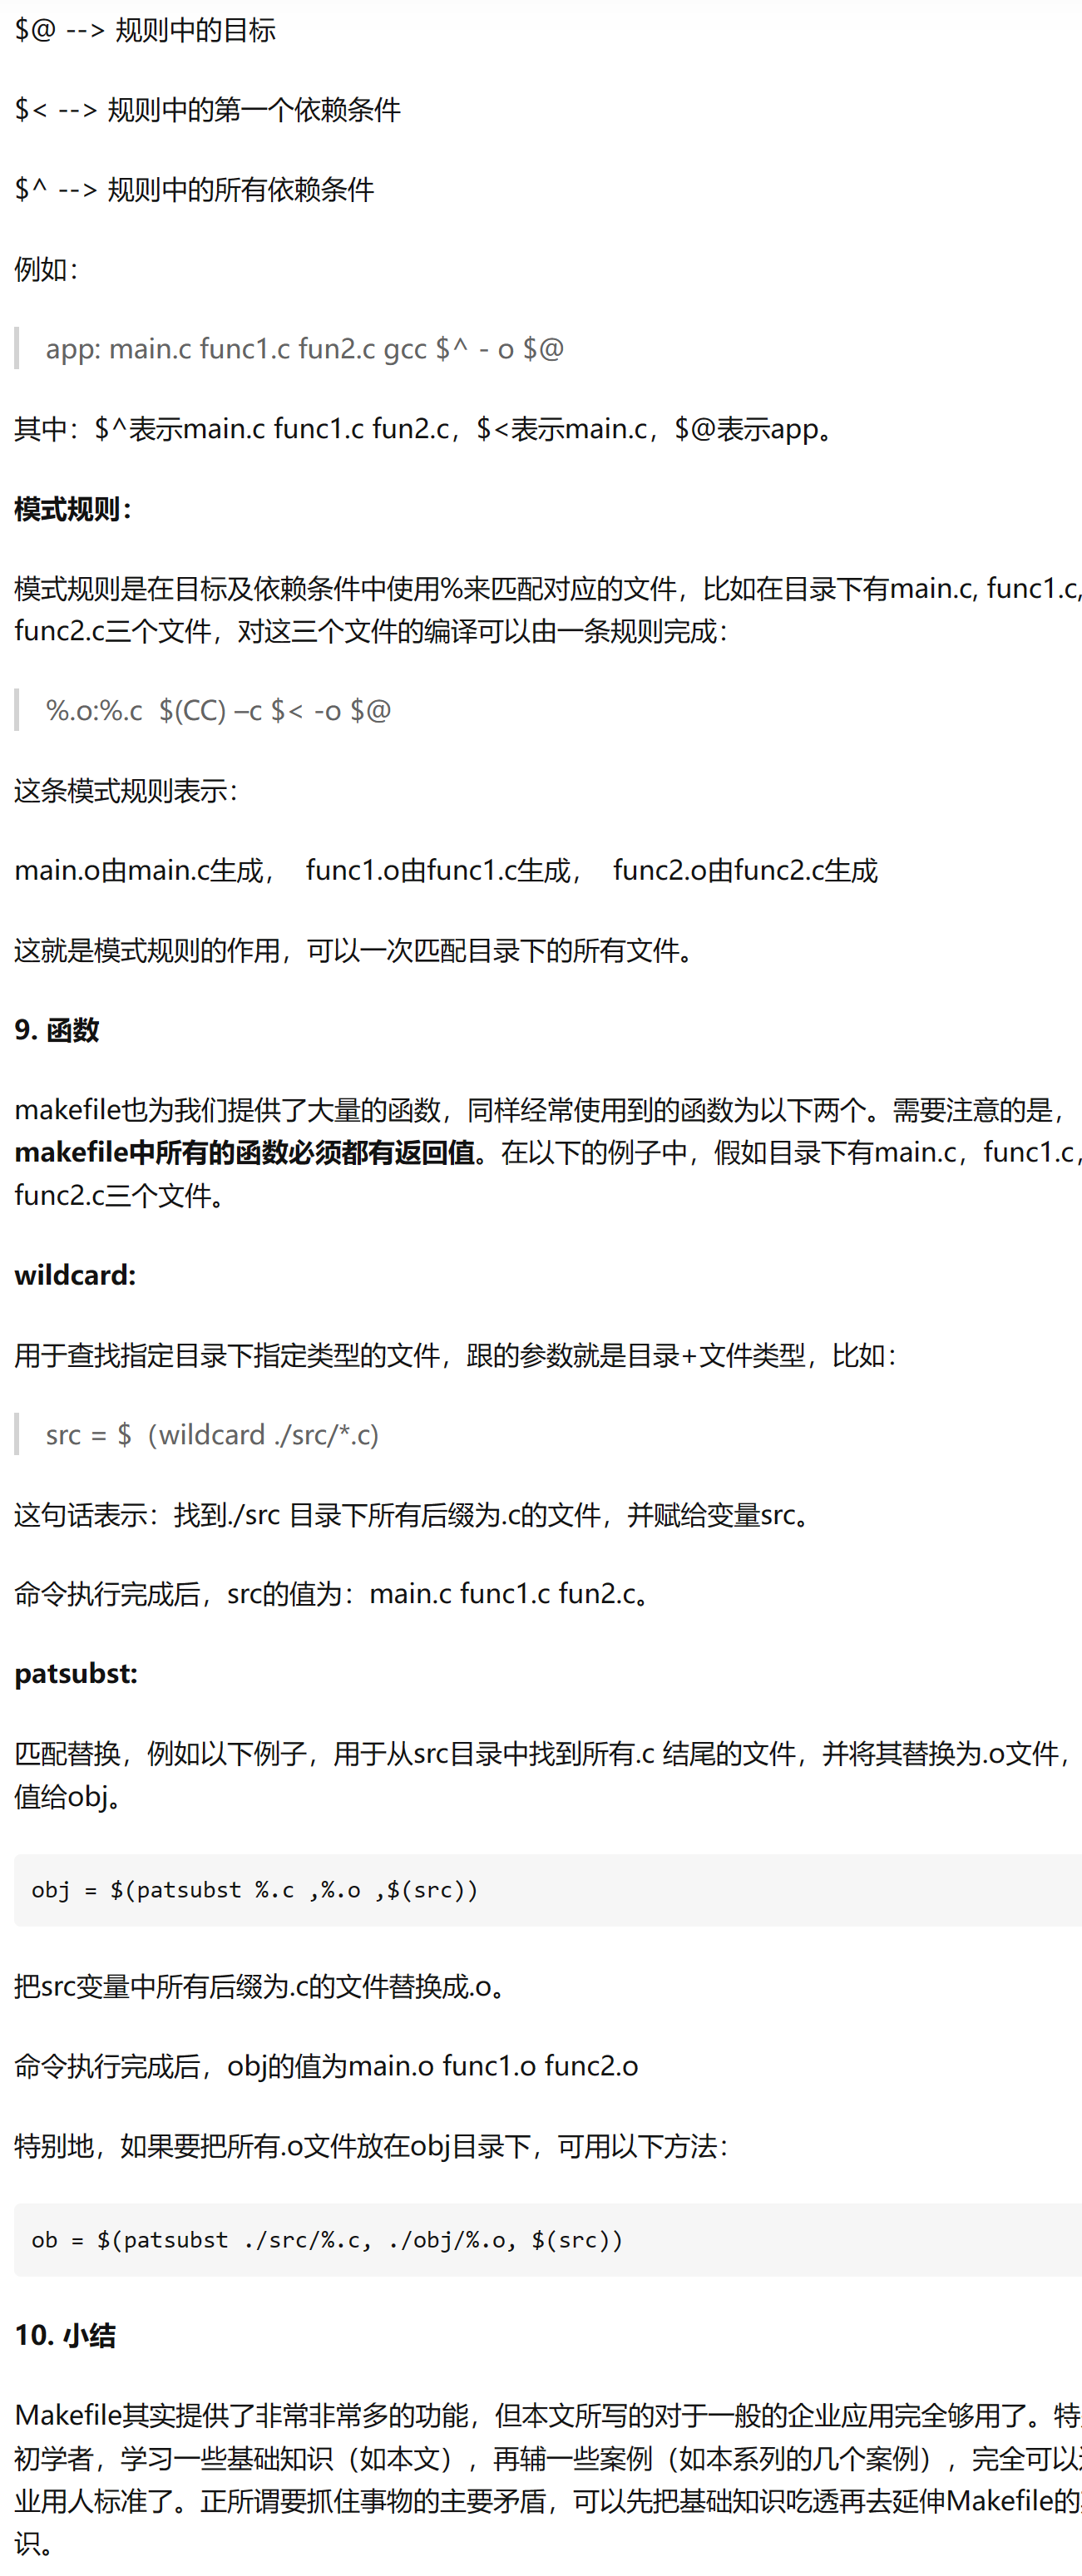 $@ --> 规则中的目标
$< --> 规则中的第一个依赖条件
$^ --> 规则中的所有依赖条件
例如：
app: main.c func1.c fun2.c gcc $^ - o $@
其中：$^表示main.c func1.c fun2.c，$<表示main.c，$@表示app。
模式规则：
模式规则是在目标及依赖条件中使用%来匹配对应的文件，比如在目录下有main.c, func1.c,
func2.c三个文件，对这三个文件的编译可以由一条规则完成：
%.o:%.c  $(CC) –c $< -o $@
这条模式规则表示：
main.o由main.c生成， func1.o由func1.c生成， func2.o由func2.c生成
这就是模式规则的作用，可以一次匹配目录下的所有文件。
9. 函数
makefile也为我们提供了大量的函数，同样经常使用到的函数为以下两个。需要注意的是，
makefile中所有的函数必须都有返回值。在以下的例子中，假如目录下有main.c，func1.c，
func2.c三个文件。
wildcard:
用于查找指定目录下指定类型的文件，跟的参数就是目录+文件类型，比如：
src = $（wildcard ./src/*.c)
这句话表示：找到./src 目录下所有后缀为.c的文件，并赋给变量src。
命令执行完成后，src的值为：main.c func1.c fun2.c。
patsubst:
匹配替换，例如以下例子，用于从src目录中找到所有.c 结尾的文件，并将其替换为.o文件，
值给obj。
obj = $(patsubst %.c ,%.o ,$(src))
把src变量中所有后缀为.c的文件替换成.o。
命令执行完成后，obj的值为main.o func1.o func2.o
特别地，如果要把所有.o文件放在obj目录下，可用以下方法：
ob = $(patsubst ./src/%.c, ./obj/%.o, $(src))
10. 小结
Makefile其实提供了非常非常多的功能，但本文所写的对于一般的企业应用完全够用了。特
初学者，学习一些基础知识（如本文），再辅一些案例（如本系列的几个案例），完全可以
业用人标准了。正所谓要抓住事物的主要矛盾，可以先把基础知识吃透再去延伸Makefile的
识。